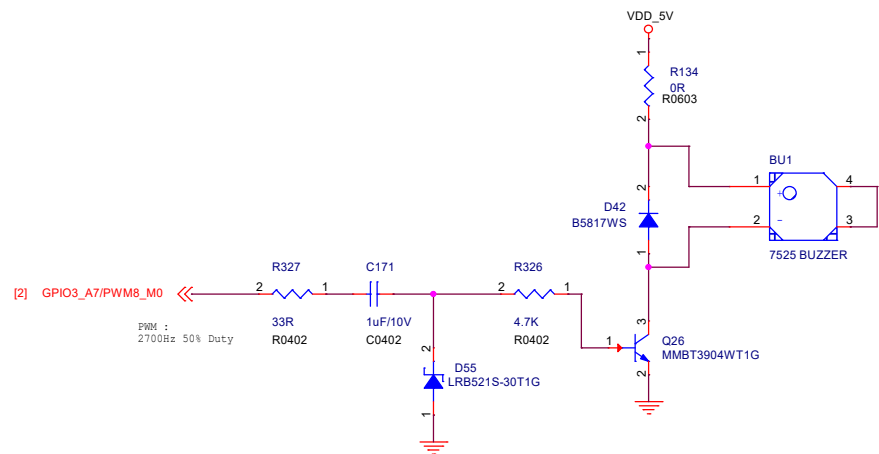 VDD_5V
1
R134
0R
R0603
2
BU1
1
4
+
2
D42
B5817WS
2
3
-
1
7525 BUZZER
R327
C171
R326
[2] GPIO3_A7/PWM8_M0
2
1
2
1
3
33R
1uF/10V
4.7K
Q26
PWM :
2700Hz 50% Duty
R0402
C0402
R0402
1
MMBT3904WT1G
2
D55
2
LRB521S-30T1G
1